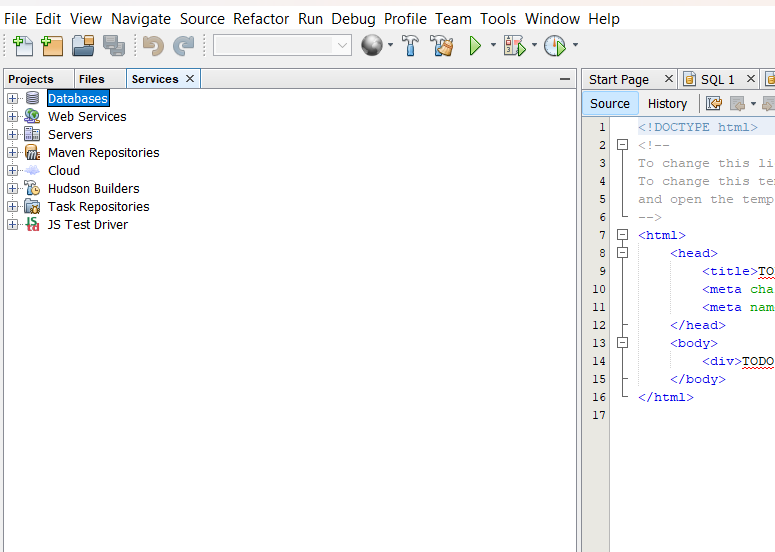 File Edit View Navigate Source Refactor Run Debug Profile Team Tools Window Help
Projects Files Services
Start Page SQL 1
Databases
Web Services
Servers
Maven Repositories
Cloud
Hudson Builders
Task Repositories
JS Test Driver
Source History
1 <!DOCTYPE html>
2 <!--
3 To change this li
4 To change this te
5 and open the temp
6 -->
7 <html>
8 <head>
9 <title>TO
10 <meta cha
11 <meta nam
12 </head>
13 <body>
14 <div>TODO
15 </body>
16 </html>
17